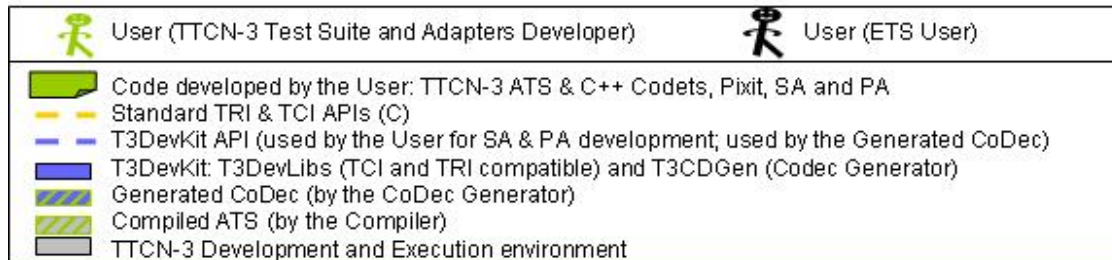 User (TTCN-3 Test Suite and Adapters Developer) User (ETS User)
Code developed by the User: TTCN-3 ATS & C++ Codets, Pixit, SA and PA
Standard TRI & TCI APIs (C)
T3DevKit API (used by the User for SA & PA development; used by the Generated CoDec)
T3DevKit: T3DevLibs (TCI and TRI compatible) and T3CDGen (Codec Generator)
Generated CoDec (by the CoDec Generator)
Compiled ATS (by the Compiler)
TTCN-3 Development and Execution environment